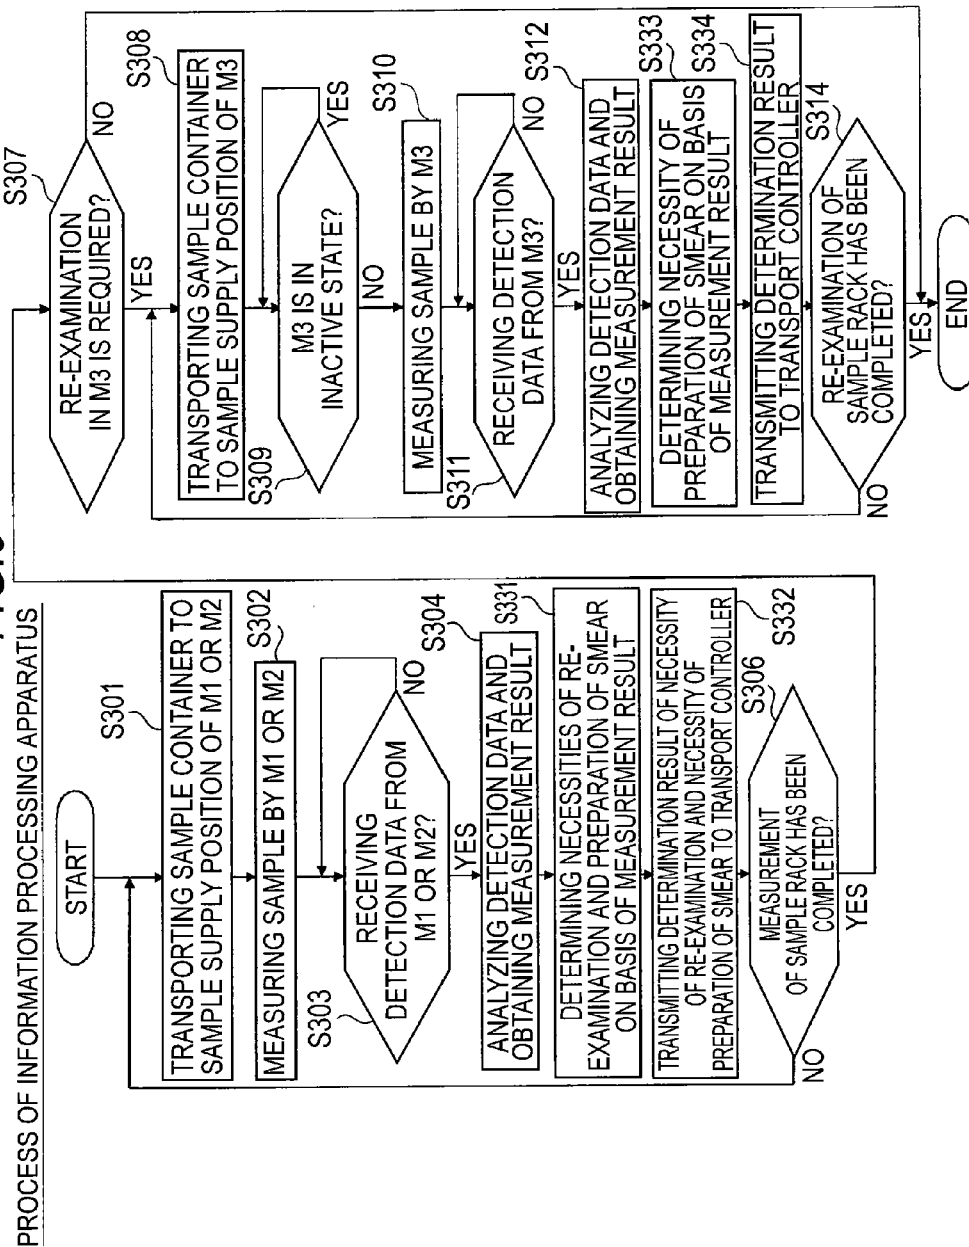 PROCESS OF INFORMATION PROCESSING APPARATUS
START
S301
TRANSPORTING SAMPLE CONTAINER TO
SAMPLE SUPPLY POSITION OF M1 OR M2
S302
MEASURING SAMPLE BY M1 OR M2
S303
RECEIVING
DETECTION DATA FROM
M1 OR M2?
NO
YES
S304
ANALYZING DETECTION DATA AND
OBTAINING MEASUREMENT RESULT
S331
DETERMINING NECESSITIES OF RE-
EXAMINATION AND PREPARATION OF SMEAR
ON BASIS OF MEASUREMENT RESULT
TRANSMITTING DETERMINATION RESULT OF NECESSITY
OF RE-EXAMINATION AND NECESSITY OF
PREPARATION OF SMEAR TO TRANSPORT CONTROLLER
S332
S306
MEASUREMENT
OF SAMPLE RACK HAS BEEN
COMPLETED?
NO
YES
S307
RE-EXAMINATION
IN M3 IS REQUIRED?
NO
YES
S308
TRANSPORTING SAMPLE CONTAINER
TO SAMPLE SUPPLY POSITION OF M3
S309
M3 IS IN
INACTIVE STATE?
YES
NO
S310
MEASURING SAMPLE BY M3
S311
RECEIVING DETECTION
DATA FROM M3?
NO
YES
S312
ANALYZING DETECTION DATA AND
OBTAINING MEASUREMENT RESULT
S333
DETERMINING NECESSITY OF
PREPARATION OF SMEAR ON BASIS
OF MEASUREMENT RESULT
S334
TRANSMITTING DETERMINATION RESULT
TO TRANSPORT CONTROLLER
S314
RE-EXAMINATION OF
SAMPLE RACK HAS BEEN
COMPLETED?
NO
YES
END